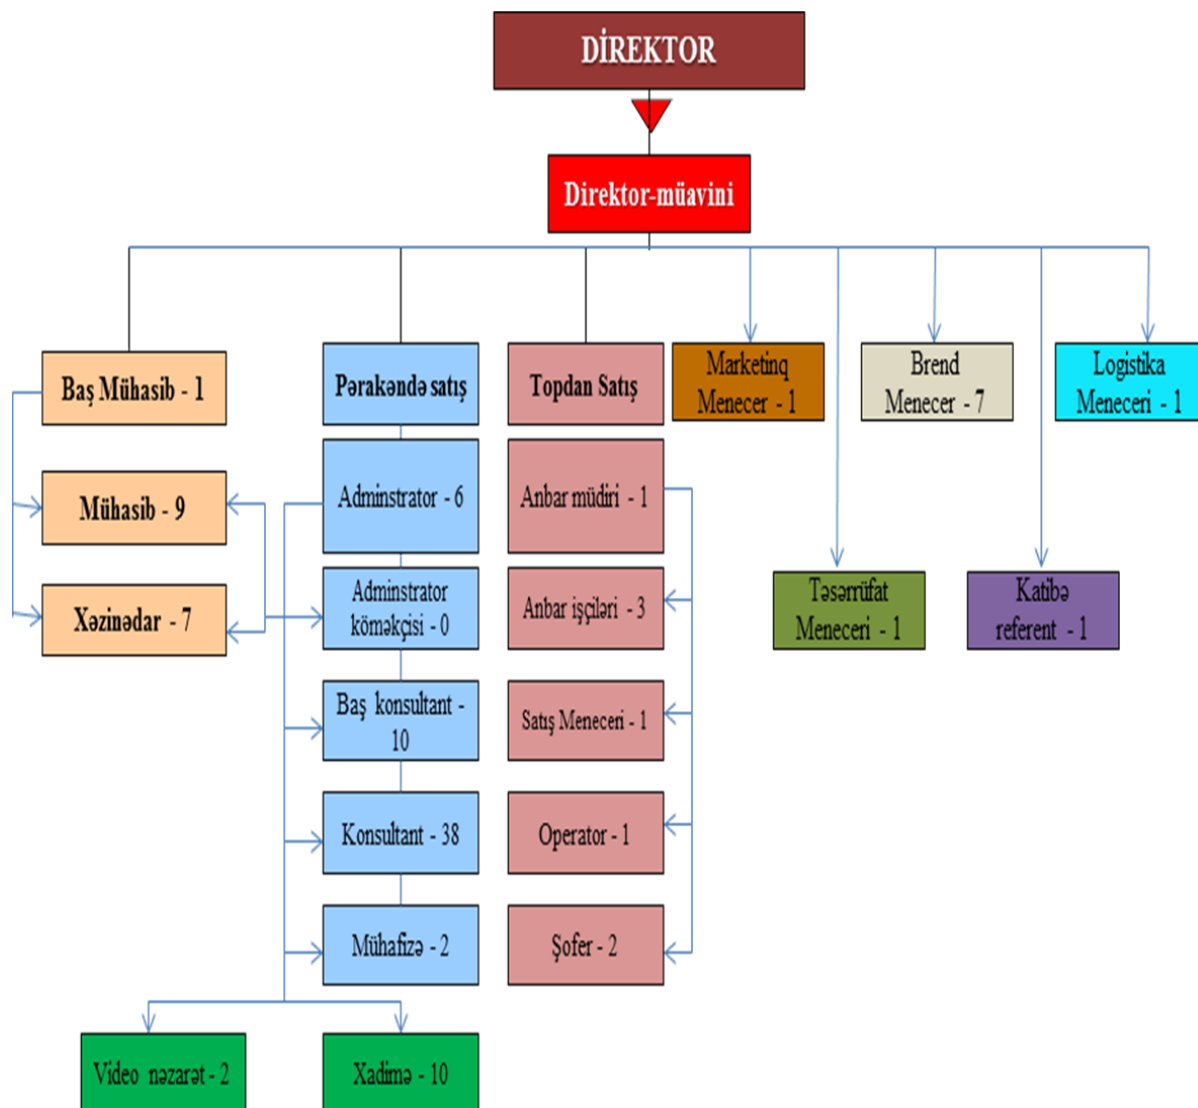 DİREKTOR
Direktor-müavini
Baş Mühasib - 1
Mühasib - 9
Xəzinədar - 7
Pərakəndə satış
Adminstrator - 6
Adminstrator
köməkçisi - 0
Baş konsultant -
10
Konsultant - 38
Mühafizə - 2
Topdan Satış
Anbar müdiri - 1
Anbar işçiləri - 3
Satış Meneceri - 1
Operator - 1
Şofer - 2
Marketinq
Menecer - 1
Brend
Menecer - 7
Logistika
Meneceri - 1
Təsərrüfat
Meneceri - 1
Katibə
referent - 1
Video nəzarət - 2
Xadimə - 10